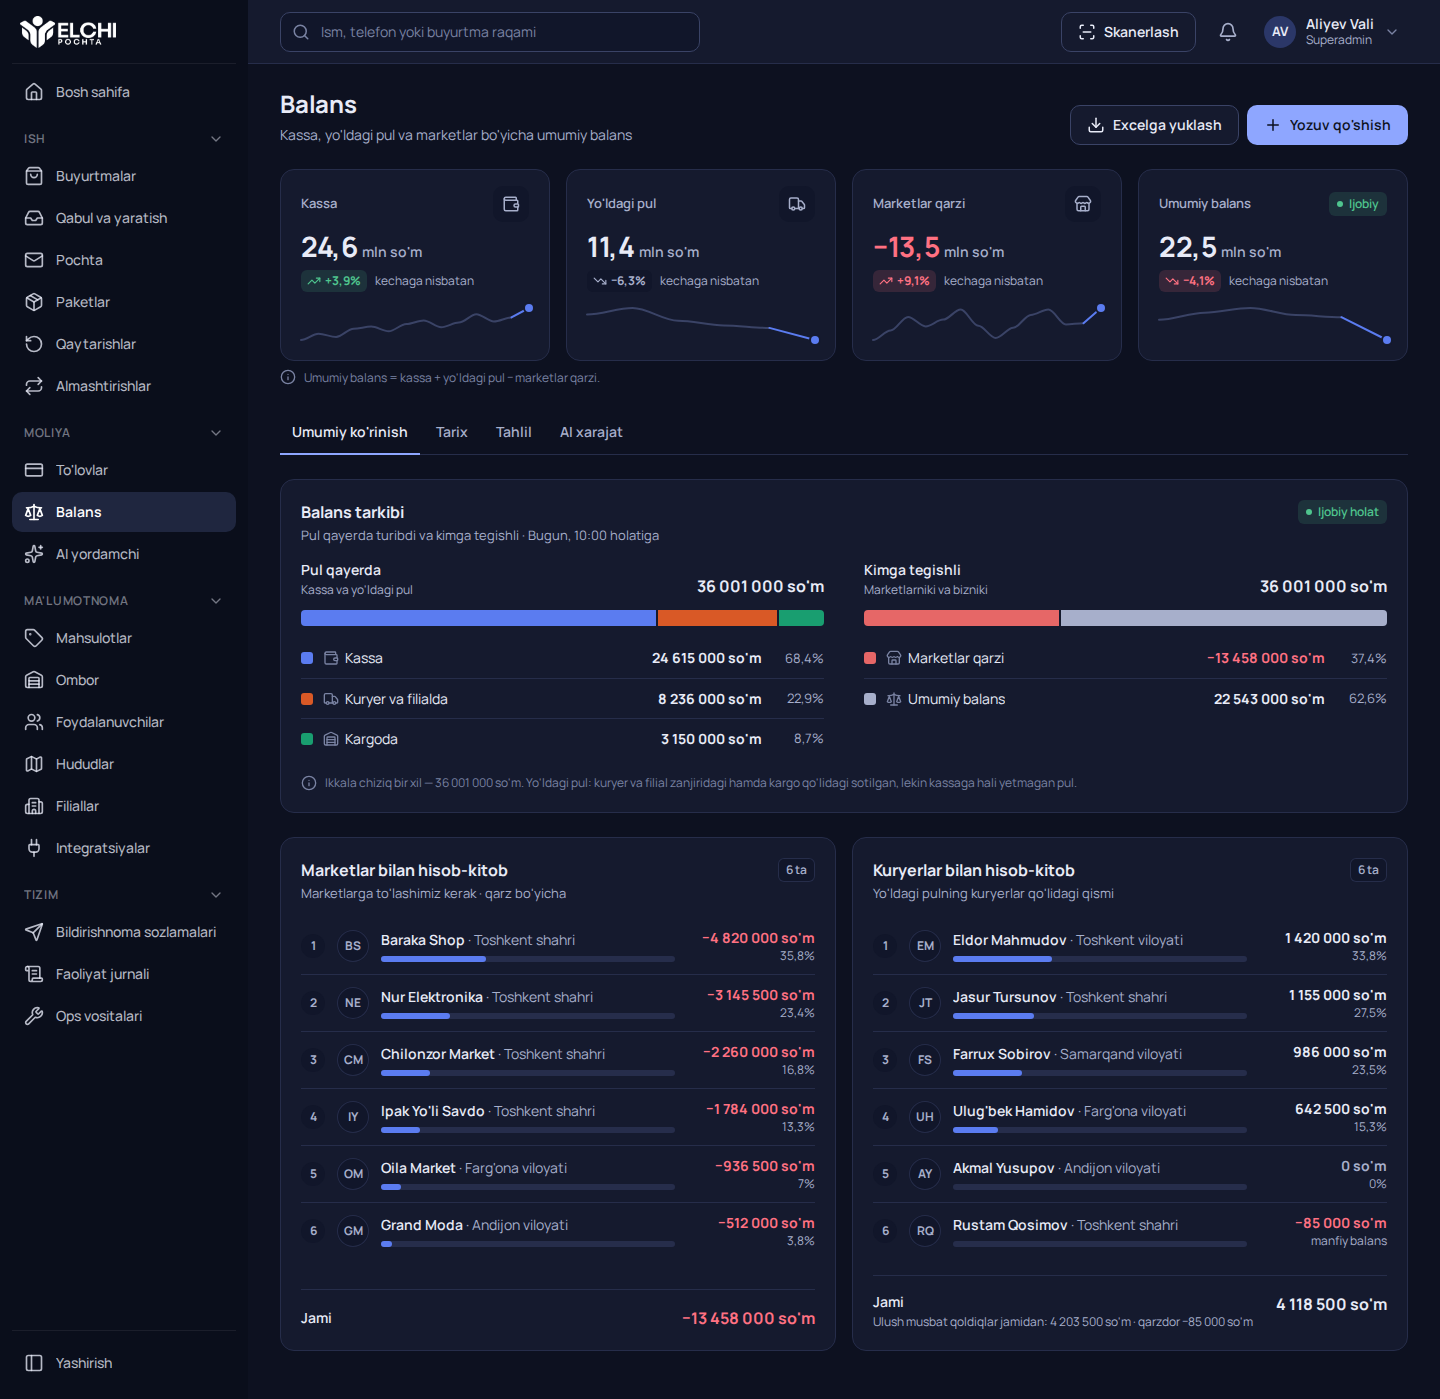 ELCHI
POCHTA
Ism, telefon yoki buyurtma raqami
Skanerlash
AV
Aliyev Vali
Superadmin
Bosh sahifa
ISH
Buyurtmalar
Qabul va yaratish
Pochta
Paketlar
Qaytarishlar
Almashtirishlar
MOLIYA
To'lovlar
Balans
AI yordamchi
MA'LUMOTNOMA
Mahsulotlar
Ombor
Foydalanuvchilar
Hududlar
Filiallar
Integratsiyalar
TIZIM
Bildirishnoma sozlamalari
Faoliyat jurnali
Ops vositalari
Yashirish
Balans
Kassa, yo'ldagi pul va marketlar bo'yicha umumiy balans
Excelga yuklash
Yozuv qo'shish
Kassa
24,6 mln so'm
+3,9% kechaga nisbatan
Yo'ldagi pul
11,4 mln so'm
−6,3% kechaga nisbatan
Marketlar qarzi
−13,5 mln so'm
+9,1% kechaga nisbatan
Umumiy balans
Ijobiy
22,5 mln so'm
−4,1% kechaga nisbatan
Umumiy balans = kassa + yo'ldagi pul − marketlar qarzi.
Umumiy ko'rinish
Tarix
Tahlil
AI xarajat
Balans tarkibi
Ijobiy holat
Pul qayerda turibdi va kimga tegishli · Bugun, 10:00 holatiga
Pul qayerda
Kassa va yo'ldagi pul
36 001 000 so'm
Kassa 24 615 000 so'm 68,4%
Kuryer va filialda 8 236 000 so'm 22,9%
Kargoda 3 150 000 so'm 8,7%
Kimga tegishli
Marketlarniki va bizniki
36 001 000 so'm
Marketlar qarzi −13 458 000 so'm 37,4%
Umumiy balans 22 543 000 so'm 62,6%
Ikkala chiziq bir xil — 36 001 000 so'm. Yo'ldagi pul: kuryer va filial zanjiridagi hamda kargo qo'lidagi sotilgan, lekin kassaga hali yetmagan pul.
Marketlar bilan hisob-kitob
6 ta
Marketlarga to'lashimiz kerak · qarz bo'yicha
1 BS Baraka Shop · Toshkent shahri −4 820 000 so'm
35,8%
2 NE Nur Elektronika · Toshkent shahri −3 145 500 so'm
23,4%
3 CM Chilonzor Market · Toshkent shahri −2 260 000 so'm
16,8%
4 IY Ipak Yo'li Savdo · Toshkent shahri −1 784 000 so'm
13,3%
5 OM Oila Market · Farg'ona viloyati −936 500 so'm
7%
6 GM Grand Moda · Andijon viloyati −512 000 so'm
3,8%
Jami −13 458 000 so'm
Kuryerlar bilan hisob-kitob
6 ta
Yo'ldagi pulning kuryerlar qo'lidagi qismi
1 EM Eldor Mahmudov · Toshkent viloyati 1 420 000 so'm
33,8%
2 JT Jasur Tursunov · Toshkent shahri 1 155 000 so'm
27,5%
3 FS Farrux Sobirov · Samarqand viloyati 986 000 so'm
23,5%
4 UH Ulug'bek Hamidov · Farg'ona viloyati 642 500 so'm
15,3%
5 AY Akmal Yusupov · Andijon viloyati 0 so'm
0%
6 RQ Rustam Qosimov · Toshkent shahri −85 000 so'm
manfiy balans
Jami 4 118 500 so'm
Ulush musbat qoldiqlar jamidan: 4 203 500 so'm · qarzdor −85 000 so'm